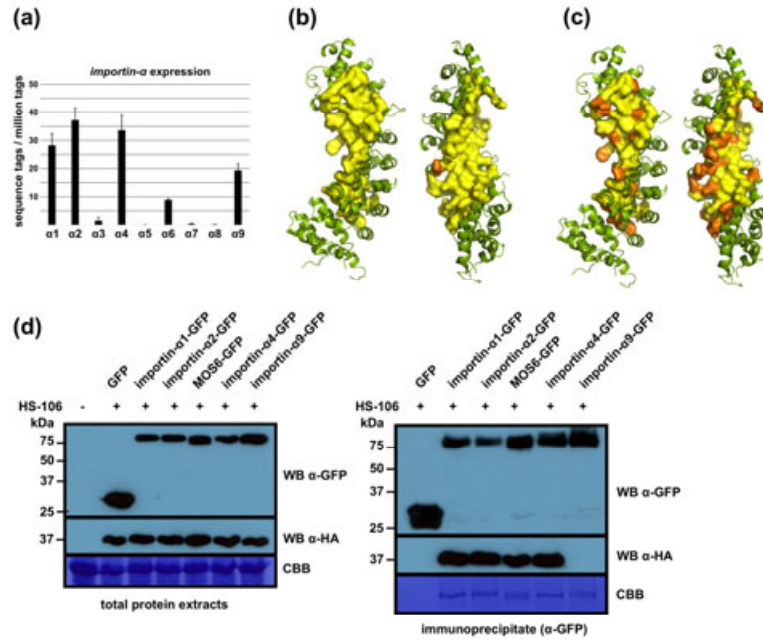 (a)
importin-α expression
sequence tags / million tags
50
40
30
20
10
α1 α2 α3 α4 α5 α6 α7 α8 α9
(b)
(c)
(d)
GFP
importin-α1-GFP
importin-α2-GFP
MOS6-GFP
importin-α4-GFP
importin-α9-GFP
HS-106 - + + + + + +
kDa
75
50
37
25
WB α-GFP
37
WB α-HA
CBB
total protein extracts
GFP
importin-α1-GFP
importin-α2-GFP
MOS6-GFP
importin-α4-GFP
importin-α9-GFP
HS-106 + + + + + +
kDa
75
50
37
25
WB α-GFP
37
WB α-HA
CBB
immunoprecipitate (α-GFP)